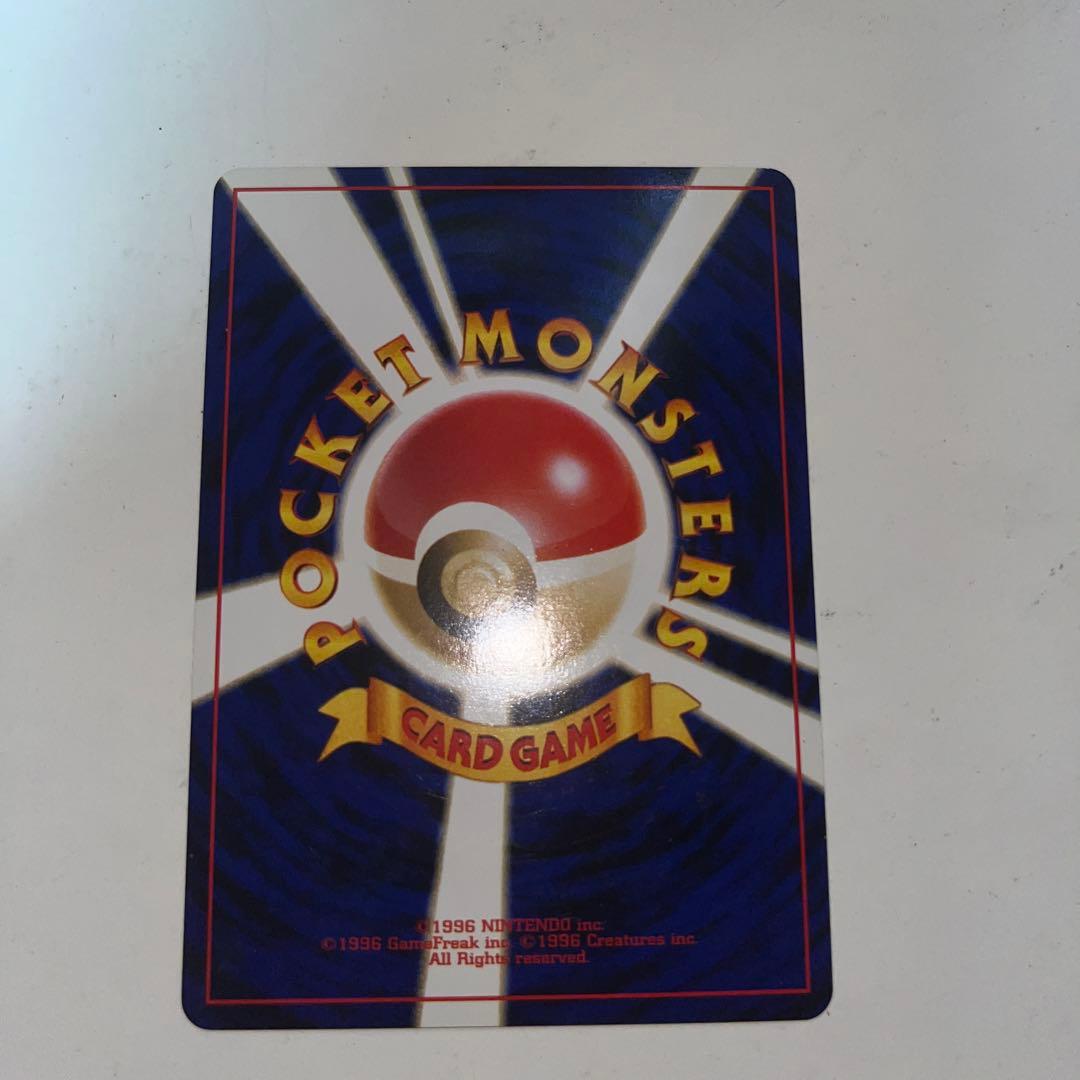 POCKET MONSTERS
CARD GAME
©1996 NINTENDO inc.
©1996 GameFreak inc. ©1996 Creatures inc.
All Rights reserved.